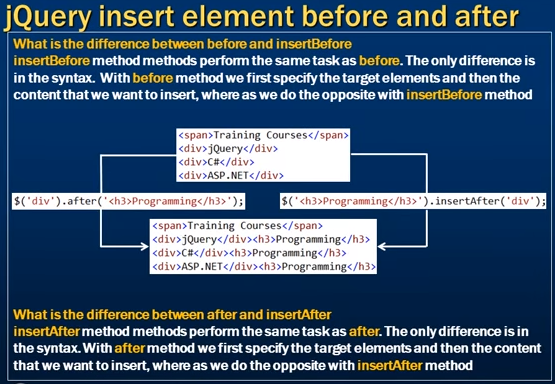 jQuery insert element before and after
What is the difference between before and insertBefore
insertBefore method methods perform the same task as before. The only difference is
in the syntax. With before method we first specify the target elements and then the
content that we want to insert, where as we do the opposite with insertBefore method
<span>Training Courses</span>
<div>jQuery</div>
<div>C#</div>
<div>ASP.NET</div>
$('div').after('<h3>Programming</h3>');
$('<h3>Programming</h3>').insertAfter('div');
<span>Training Courses</span>
<div>jQuery</div><h3>Programming</h3>
<div>C#</div><h3>Programming</h3>
<div>ASP.NET</div><h3>Programming</h3>
What is the difference between after and insertAfter
insertAfter method methods perform the same task as after. The only difference is in
the syntax. With after method we first specify the target elements and then the content
that we want to insert, where as we do the opposite with insertAfter method